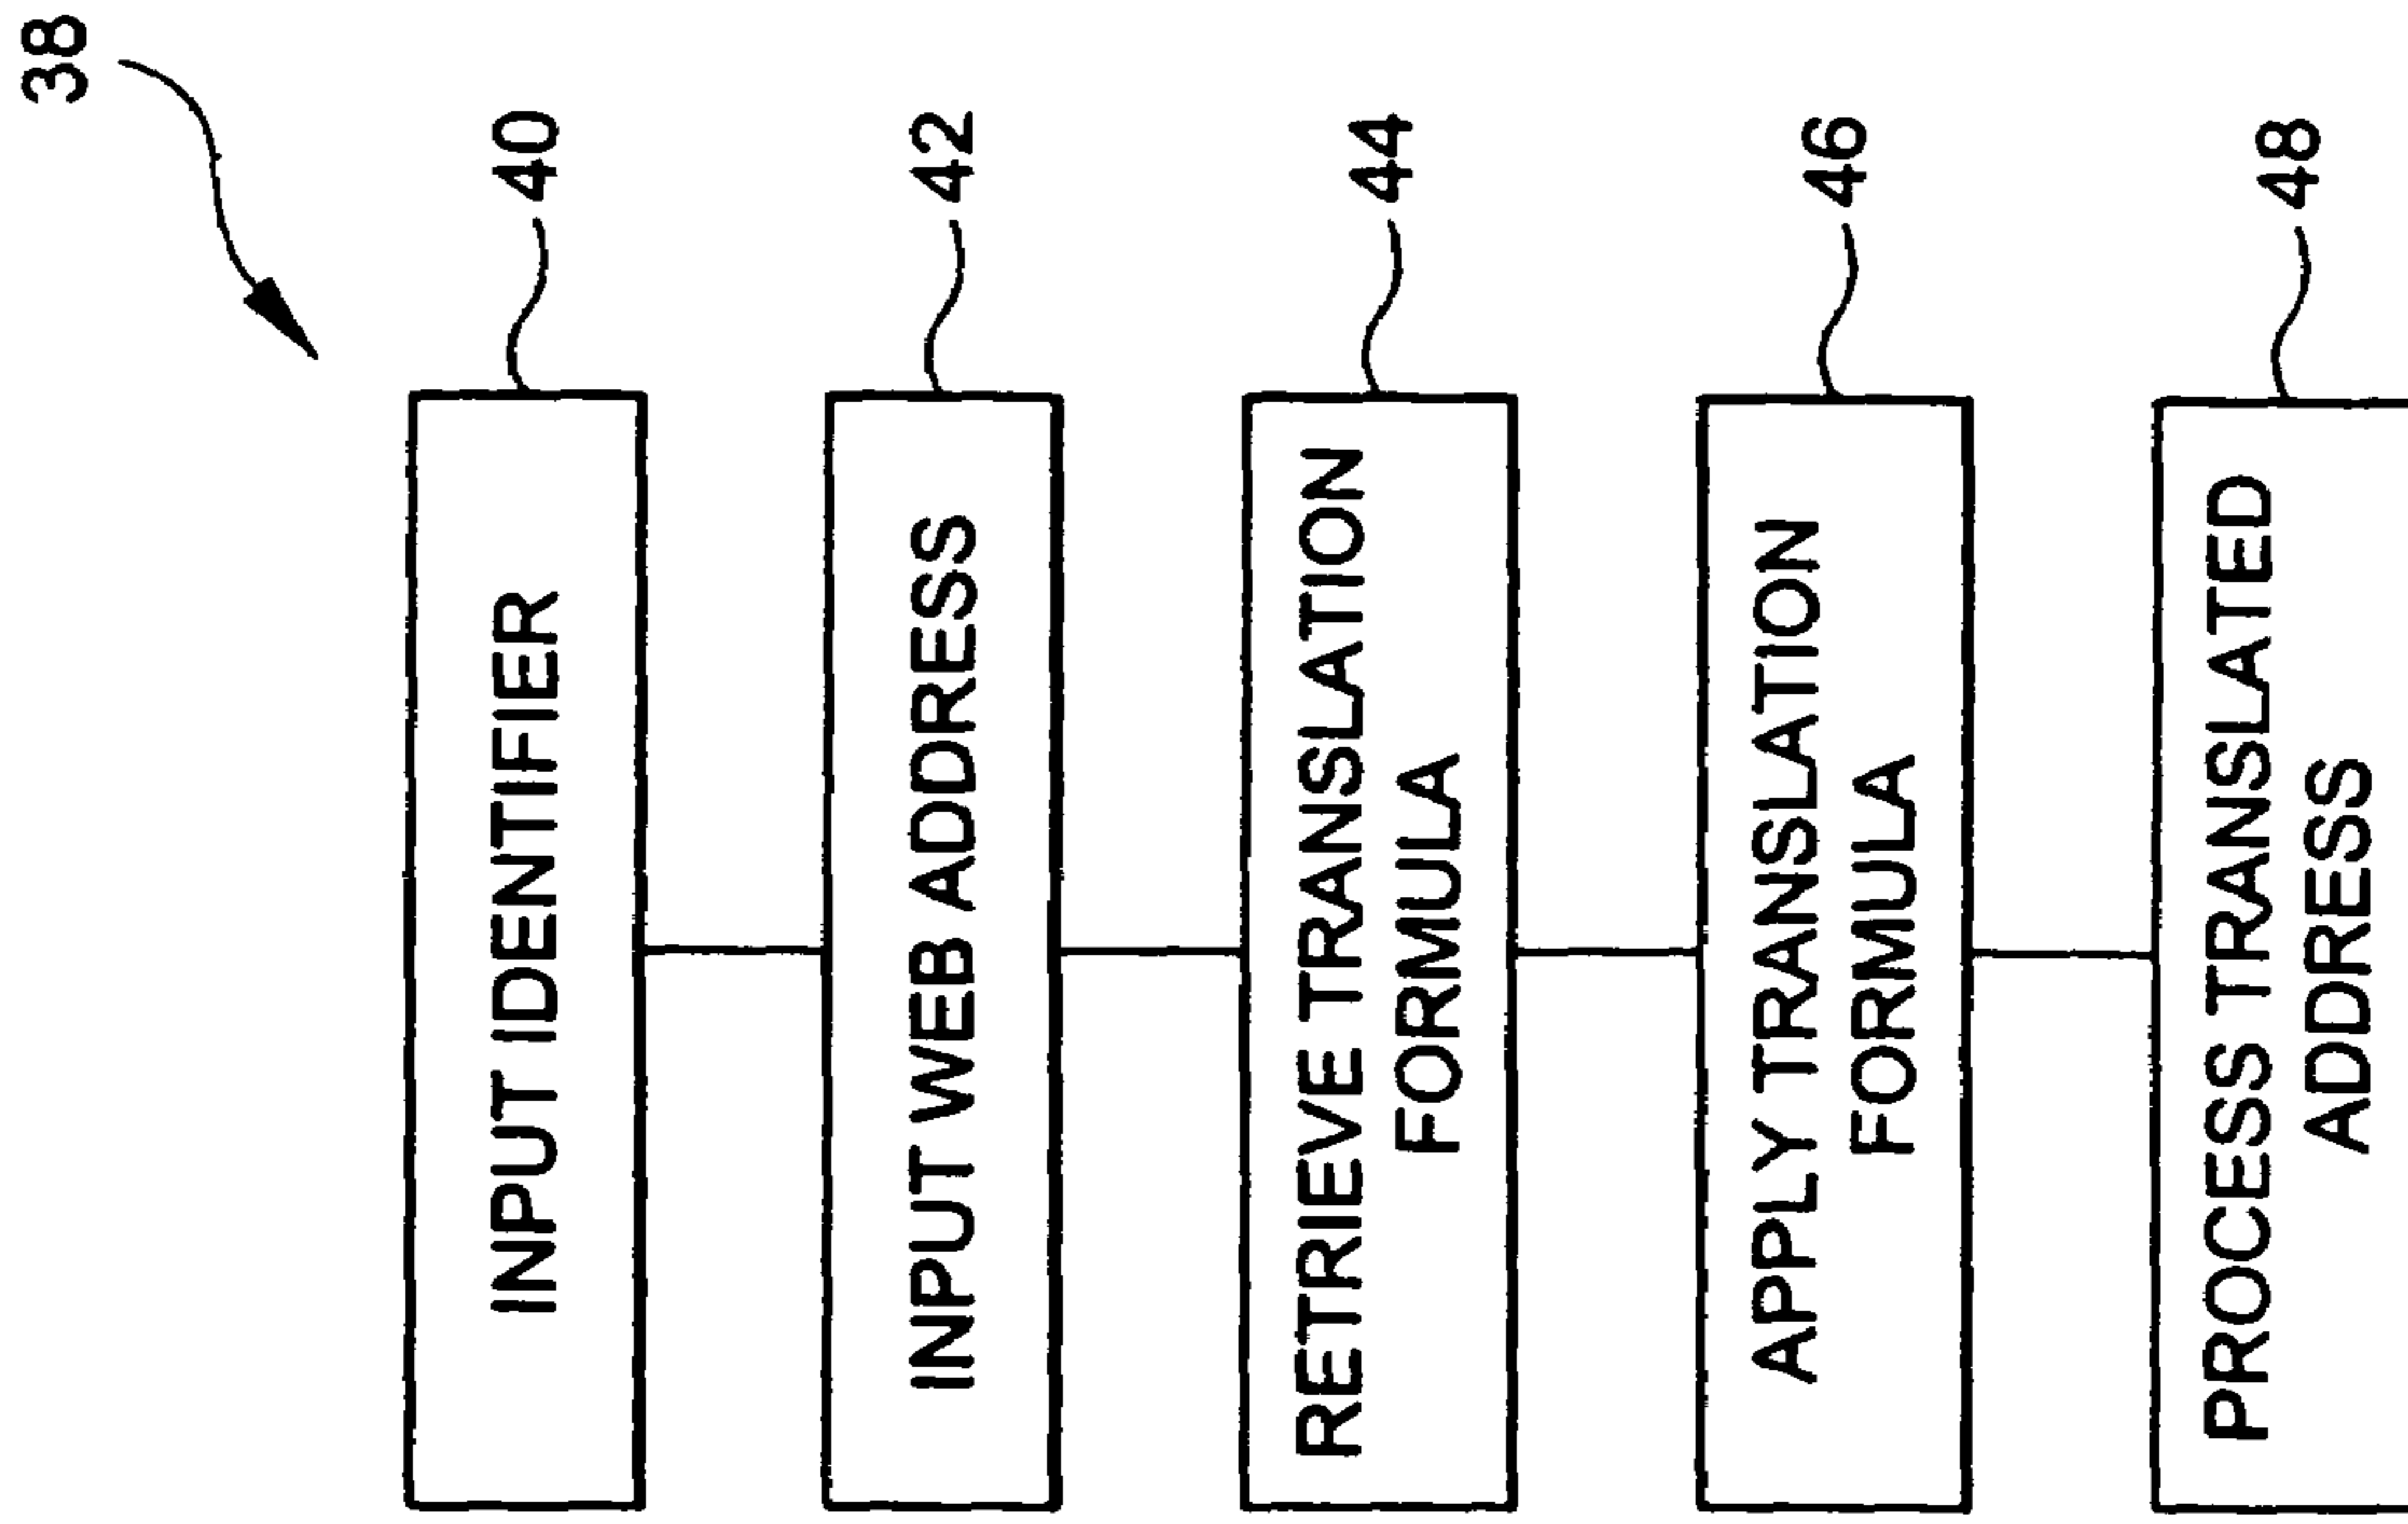 38
INPUT IDENTIFIER
40
INPUT WEB ADDRESS
42
RETRIEVE TRANSLATION
FORMULA
44
APPLY TRANSLATION
FORMULA
46
PROCESS TRANSLATED
ADDRESS
48